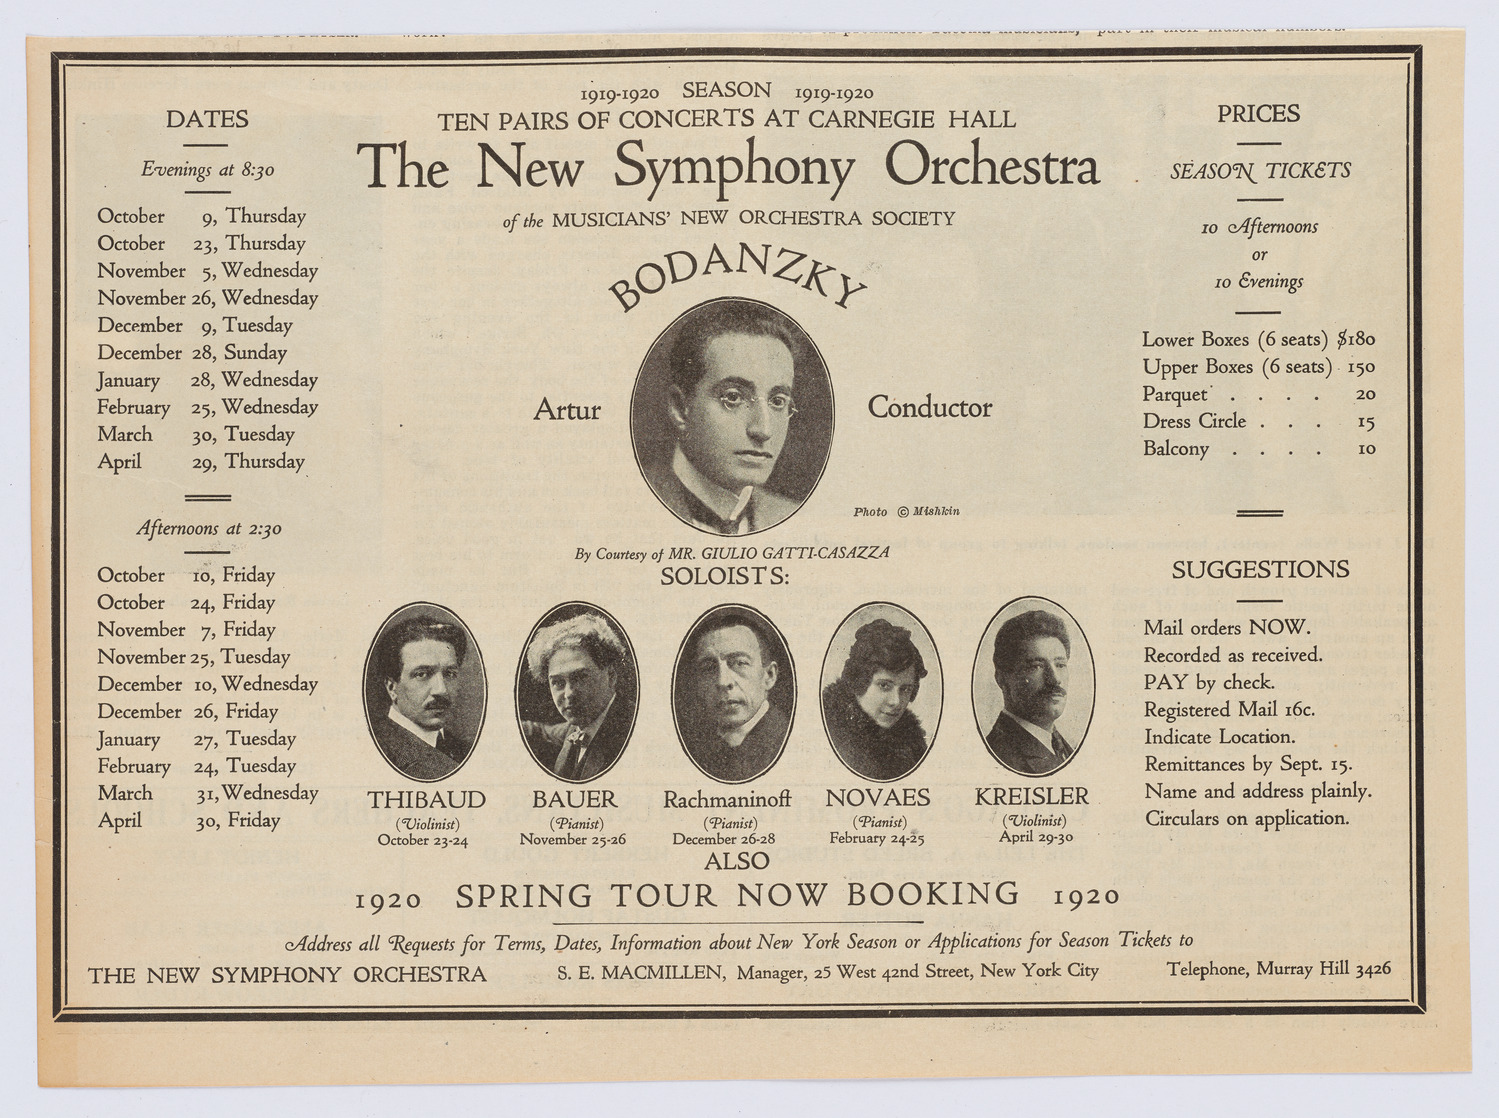 1919-1920 SEASON 1919-1920
TEN PAIRS OF CONCERTS AT CARNEGIE HALL
The New Symphony Orchestra
of the MUSICIANS' NEW ORCHESTRA SOCIETY
DATES
Evenings at 8:30
October 9, Thursday
October 23, Thursday
November 5, Wednesday
November 26, Wednesday
December 9, Tuesday
December 28, Sunday
January 28, Wednesday
February 25, Wednesday
March 30, Tuesday
April 29, Thursday
Afternoons at 2:30
October 10, Friday
October 24, Friday
November 7, Friday
November 25, Tuesday
December 10, Wednesday
December 26, Friday
January 27, Tuesday
February 24, Tuesday
March 31, Wednesday
April 30, Friday
BODANZKY
Artur Conductor
Photo © Mishkin
By Courtesy of MR. GIULIO GATTI-CASAZZA
SOLOISTS:
THIBAUD
(Violinist)
October 23-24
BAUER
(Pianist)
November 25-26
Rachmaninoff
(Pianist)
December 26-28
NOVAES
(Pianist)
February 24-25
KREISLER
(Violinist)
April 29-30
PRICES
SEASON TICKETS
10 Afternoons
or
10 Evenings
Lower Boxes (6 seats) $180
Upper Boxes (6 seats) 150
Parquet . . . . 20
Dress Circle . . . 15
Balcony . . . . 10
SUGGESTIONS
Mail orders NOW.
Recorded as received.
PAY by check.
Registered Mail 16c.
Indicate Location.
Remittances by Sept. 15.
Name and address plainly.
Circulars on application.
ALSO
1920 SPRING TOUR NOW BOOKING 1920
Address all Requests for Terms, Dates, Information about New York Season or Applications for Season Tickets to
THE NEW SYMPHONY ORCHESTRA S. E. MACMILLEN, Manager, 25 West 42nd Street, New York City Telephone, Murray Hill 3426